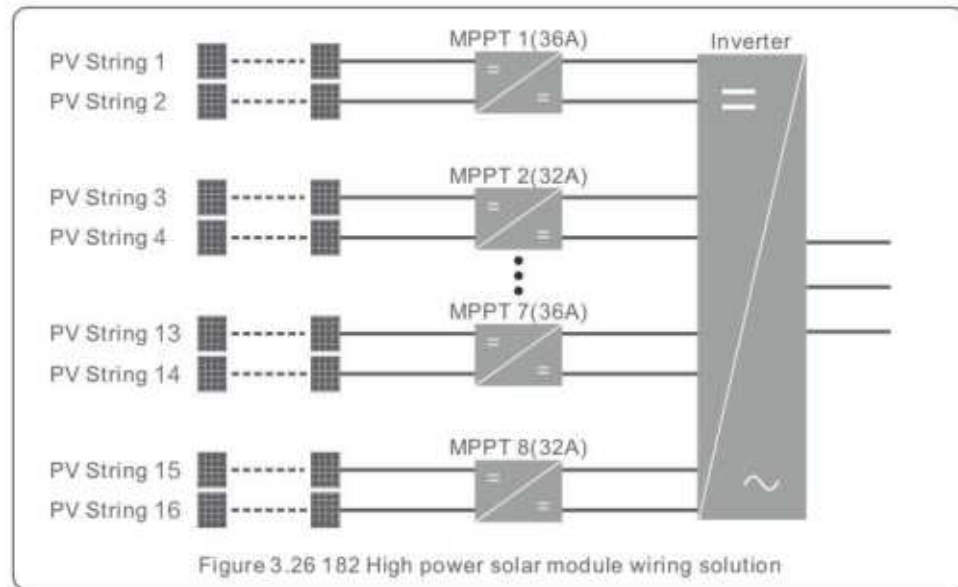 MPPT 1(36A)
Inverter
PV String 1
PV String 2
MPPT 2(32A)
PV String 3
PV String 4
MPPT 7(36A)
PV String 13
PV String 14
MPPT 8(32A)
PV String 15
PV String 16
Figure 3.26 182 High power solar module wiring solution